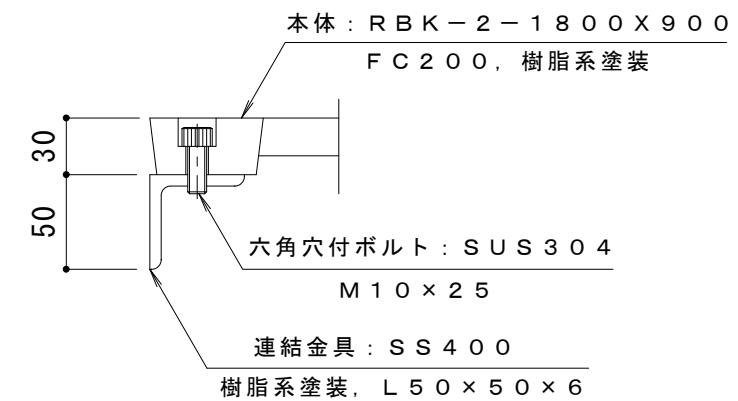 本体：ＲＢＫ－２－１８００Ｘ９００
ＦＣ２００，樹脂系塗装
30
50
六角穴付ボルト：ＳＵＳ３０４
Ｍ１０×２５
連結金具：ＳＳ４００
樹脂系塗装，Ｌ５０×５０×６